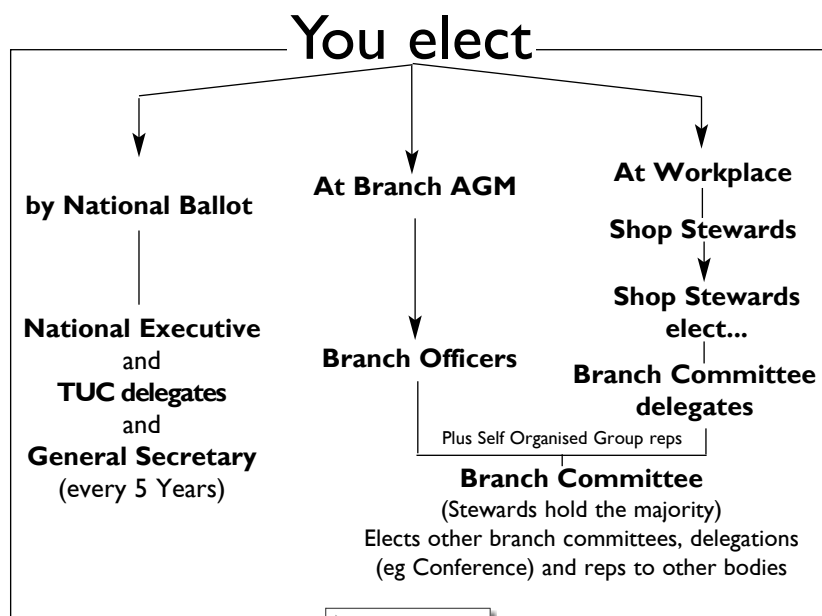 You elect
by National Ballot
National Executive
and
TUC delegates
and
General Secretary
(every 5 Years)
At Branch AGM
Branch Officers
At Workplace
Shop Stewards
Shop Stewards
elect...
Branch Committee
delegates
Plus Self Organised Group reps
Branch Committee
(Stewards hold the majority)
Elects other branch committees, delegations
(eg Conference) and reps to other bodies